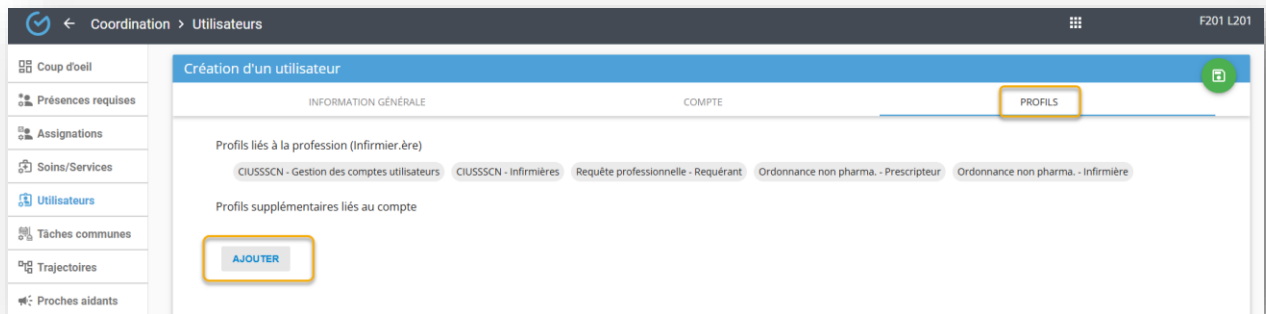 Coordination > Utilisateurs
F201 L201
Coup d'oeil
Présences requises
Assignations
Soins/Services
Utilisateurs
Tâches communes
Trajectoires
Proches aidants
Création d'un utilisateur
INFORMATION GÉNÉRALE
COMPTE
PROFILS
Profils liés à la profession (Infirmier.ère)
CIUSSSCN - Gestion des comptes utilisateurs CIUSSSCN - Infirmières Requête professionnelle - Requérant Ordonnance non pharma. - Prescripteur Ordonnance non pharma. - Infirmière
Profils supplémentaires liés au compte
AJOUTER